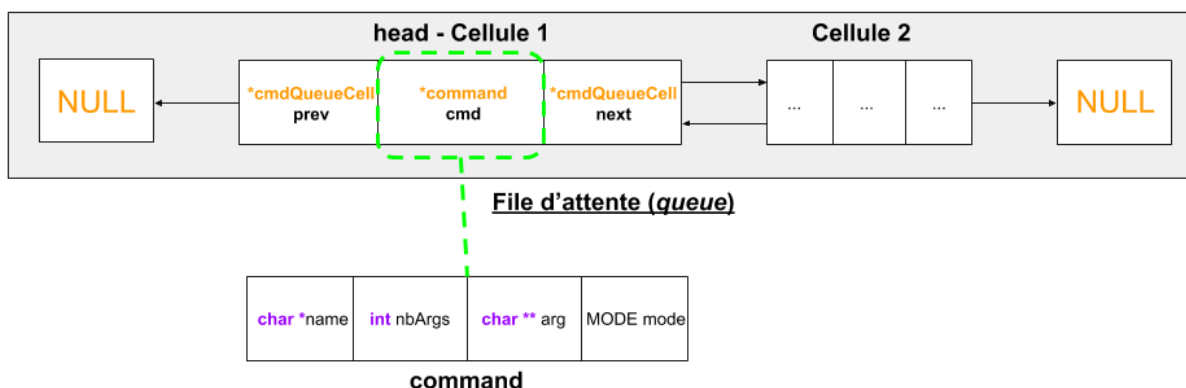 head - Cellule 1
Cellule 2
NULL
*cmdQueueCell
prev
*command
cmd
*cmdQueueCell
next
...
...
...
NULL
File d'attente (queue)
char *name
int nbArgs
char ** arg
MODE mode
command